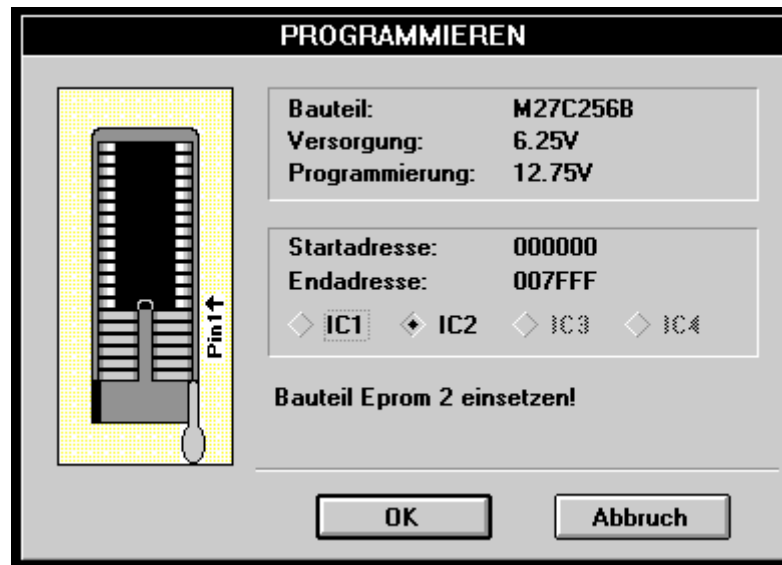 PROGRAMMIEREN
Bauteil: M27C256B
Versorgung: 6.25V
Programmierung: 12.75V
Startadresse: 000000
Endadresse: 007FFF
IC1 IC2 IC3 IC4
Pin1
Bauteil Eprom 2 einsetzen!
OK Abbruch